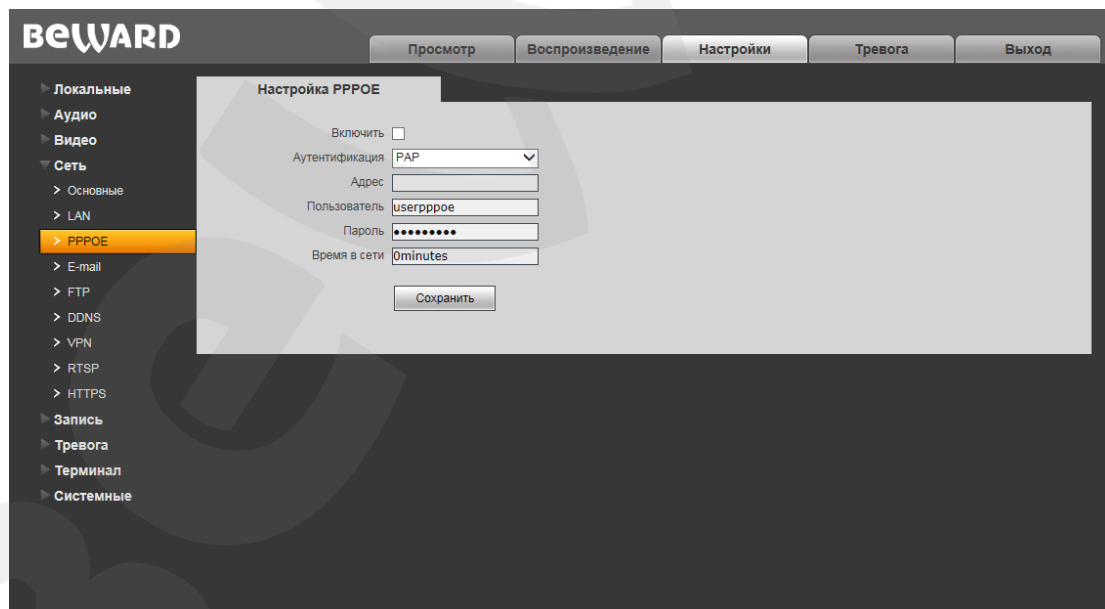 BEWARD
Просмотр
Воспроизведение
Настройки
Тревога
Выход
Локальные
Аудио
Видео
Сеть
> Основные
> LAN
> PPPOE
> E-mail
> FTP
> DDNS
> VPN
> RTSP
> HTTPS
Запись
Тревога
Терминал
Системные
Настройка PPPOE
Включить
Аутентификация PAP
Адрес
Пользователь userpppoe
Пароль •••••••••
Время в сети 0minutes
Сохранить